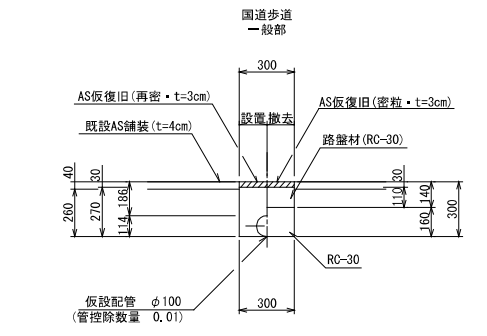 国道歩道
一般部
300
AS仮復旧(再密・t=3cm)
AS仮復旧(密粒・t=3cm)
設置
撤去
既設AS舗装(t=4cm)
路盤材(RC-30)
40
30
186
260
270
114
30
110
140
160
300
RC-30
仮設配管 φ100
(管控除数量 0.01)
300